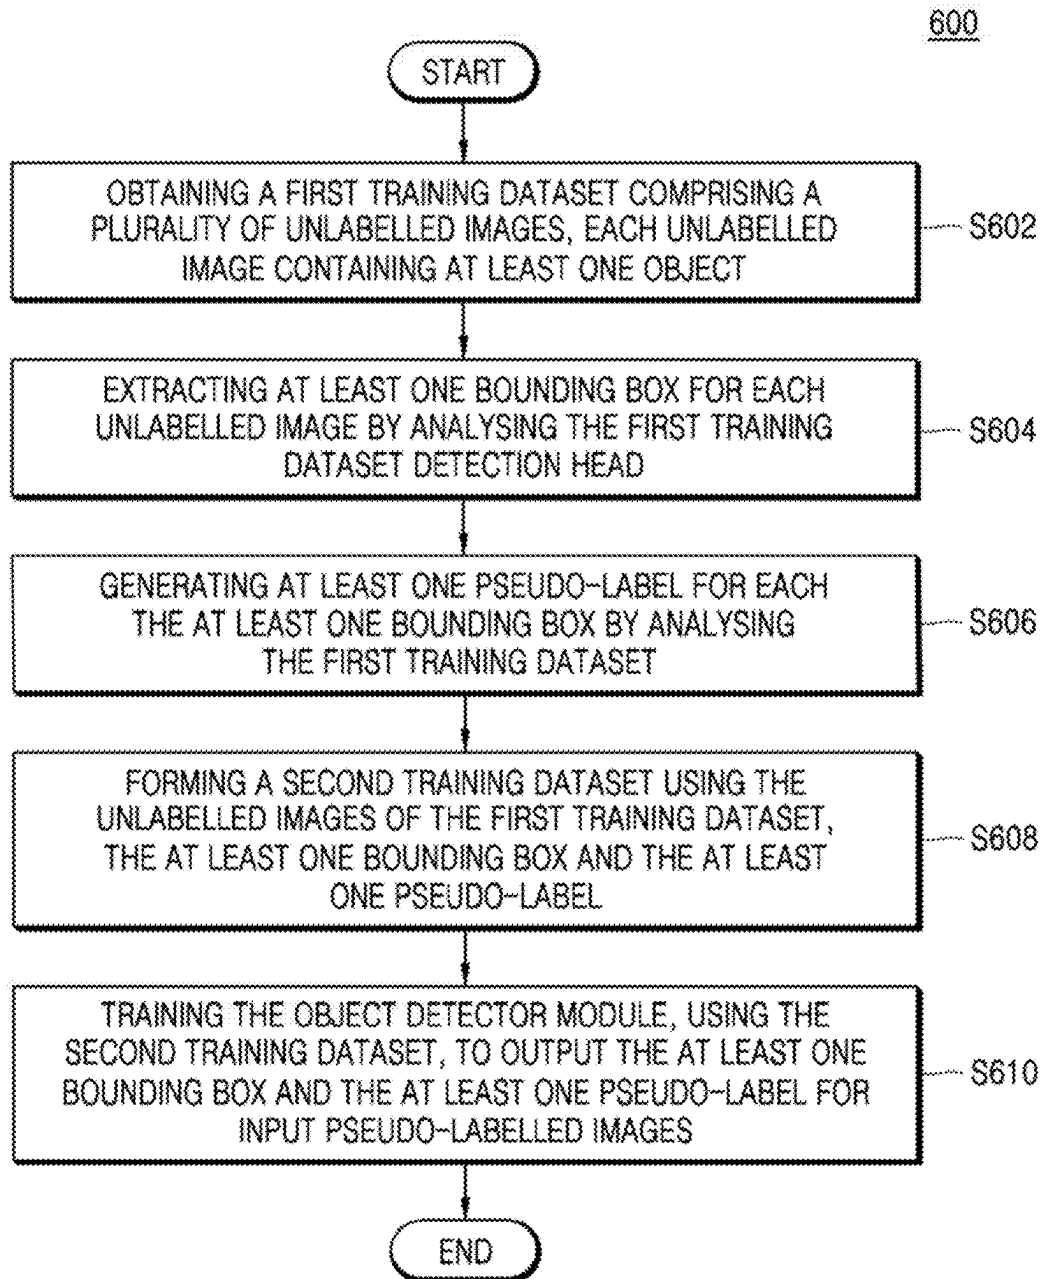 600
START
OBTAINING A FIRST TRAINING DATASET COMPRISING A
PLURALITY OF UNLABELLED IMAGES, EACH UNLABELLED
IMAGE CONTAINING AT LEAST ONE OBJECT
S602
EXTRACTING AT LEAST ONE BOUNDING BOX FOR EACH
UNLABELLED IMAGE BY ANALYSING THE FIRST TRAINING
DATASET DETECTION HEAD
S604
GENERATING AT LEAST ONE PSEUDO-LABEL FOR EACH
THE AT LEAST ONE BOUNDING BOX BY ANALYSING
THE FIRST TRAINING DATASET
S606
FORMING A SECOND TRAINING DATASET USING THE
UNLABELLED IMAGES OF THE FIRST TRAINING DATASET,
THE AT LEAST ONE BOUNDING BOX AND THE AT LEAST
ONE PSEUDO-LABEL
S608
TRAINING THE OBJECT DETECTOR MODULE, USING THE
SECOND TRAINING DATASET, TO OUTPUT THE AT LEAST ONE
BOUNDING BOX AND THE AT LEAST ONE PSEUDO-LABEL FOR
INPUT PSEUDO-LABELLED IMAGES
S610
END